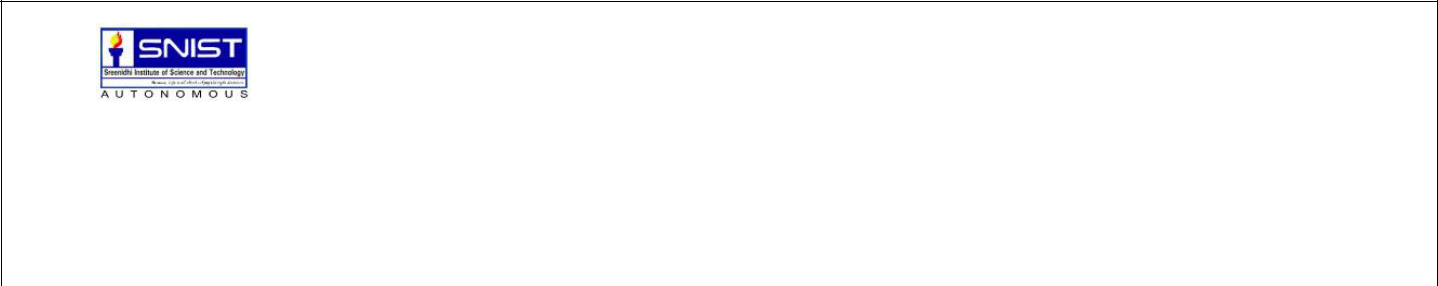 SNIST
Sreenidhi Institute of Science and Technology
AUTONOMOUS